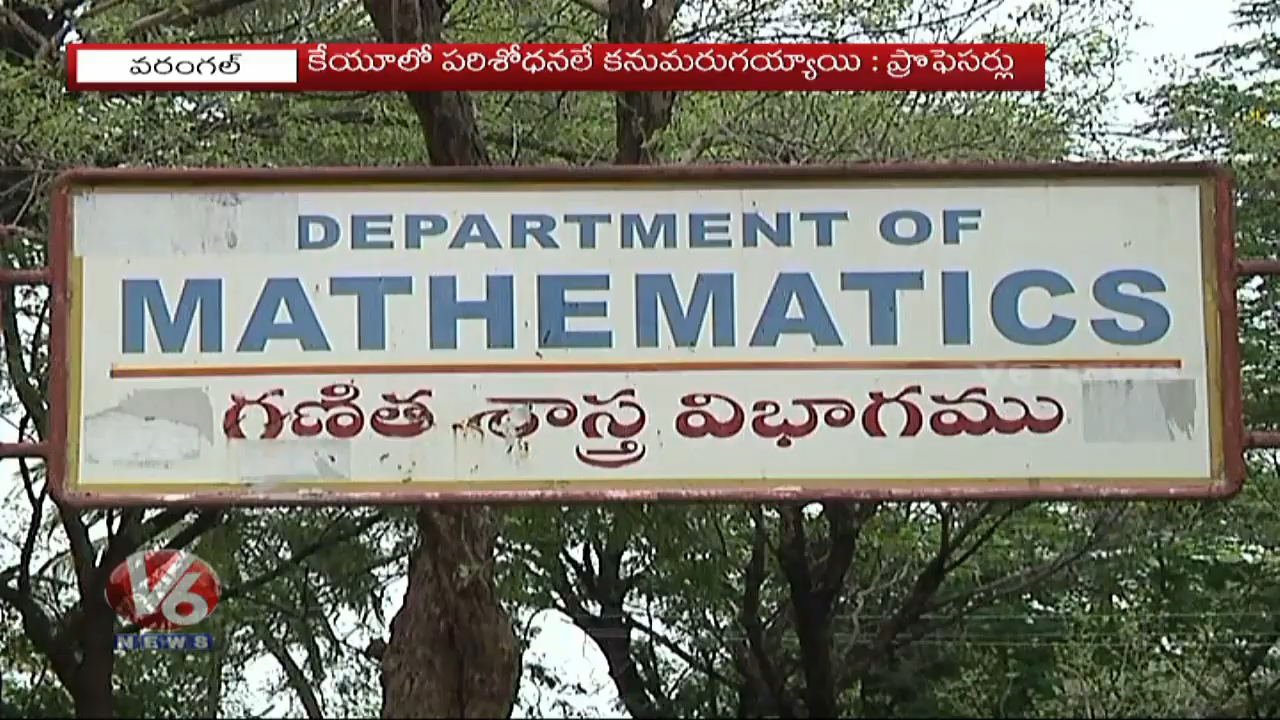 వరంగల్ కేయూలో పరిశోధనలే కనుమరుగయ్యాయి : ప్రొఫెసర్లు
DEPARTMENT OF
MATHEMATICS
గణిత శాస్త్ర విభాగము
V6
NEWS